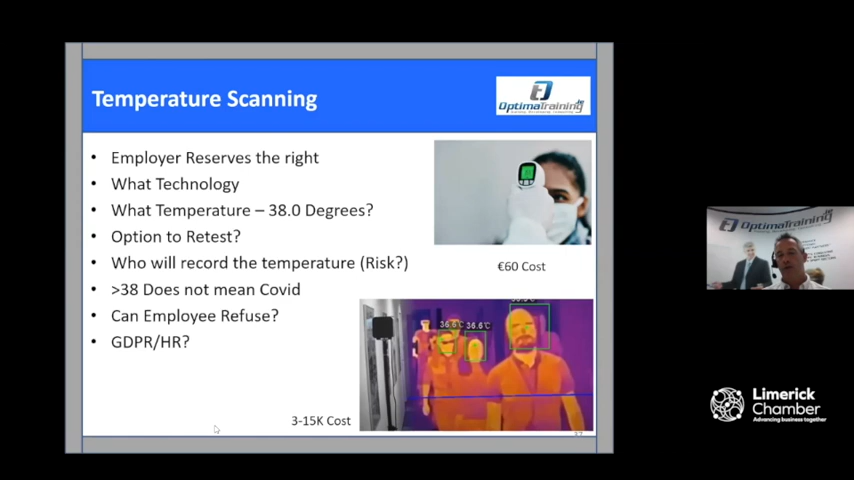 Temperature Scanning
OptimaTraining
• Employer Reserves the right
• What Technology
• What Temperature – 38.0 Degrees?
• Option to Retest?
• Who will record the temperature (Risk?)
• >38 Does not mean Covid
• Can Employee Refuse?
• GDPR/HR?
€60 Cost
36.6°C 36.6°C
3-15K Cost
17
OptimaTraining
Limerick
Chamber
Advancing business together